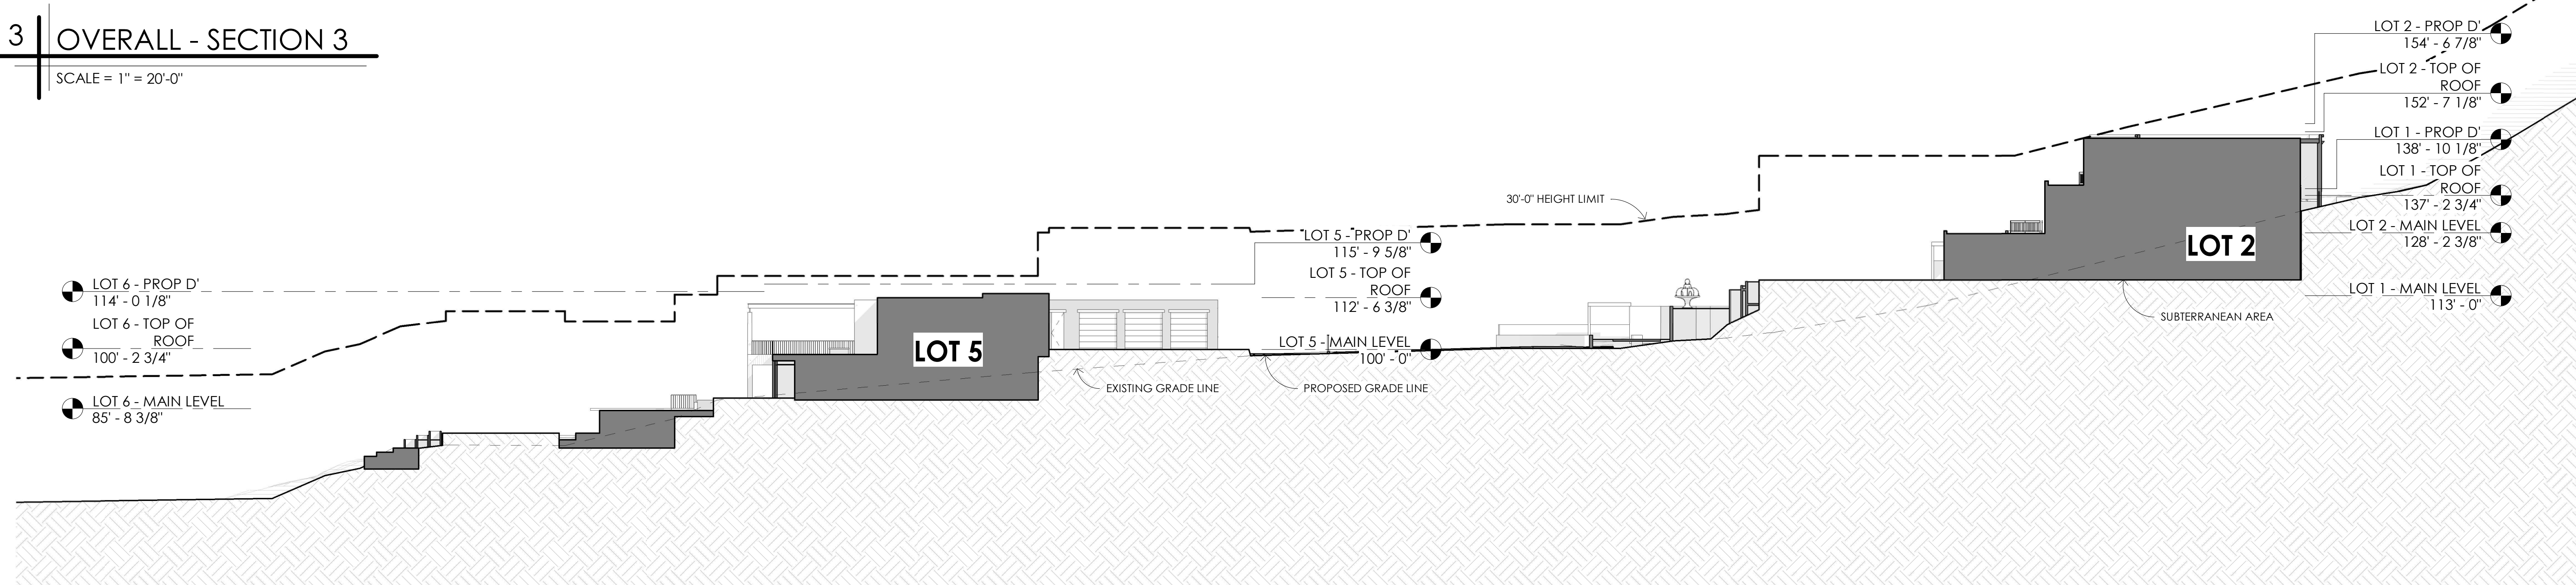 3
OVERALL - SECTION 3
SCALE = 1" = 20'-0"
LOT 6 - PROP D'
114' - 0 1/8"
LOT 6 - TOP OF
ROOF
100' - 2 3/4"
LOT 6 - MAIN LEVEL
85' - 8 3/8"
LOT 5
EXISTING GRADE LINE
LOT 5 - PROP D'
115' - 9 5/8"
LOT 5 - TOP OF
ROOF
112' - 6 3/8"
LOT 5 - MAIN LEVEL
100' - 0"
PROPOSED GRADE LINE
30'-0" HEIGHT LIMIT
LOT 2
SUBTERRANEAN AREA
LOT 2 - PROP D'
154' - 6 7/8"
LOT 2 - TOP OF
ROOF
152' - 7 1/8"
LOT 1 - PROP D'
138' - 10 1/8"
LOT 1 - TOP OF
ROOF
137' - 2 3/4"
LOT 2 - MAIN LEVEL
128' - 2 3/8"
LOT 1 - MAIN LEVEL
113' - 0"